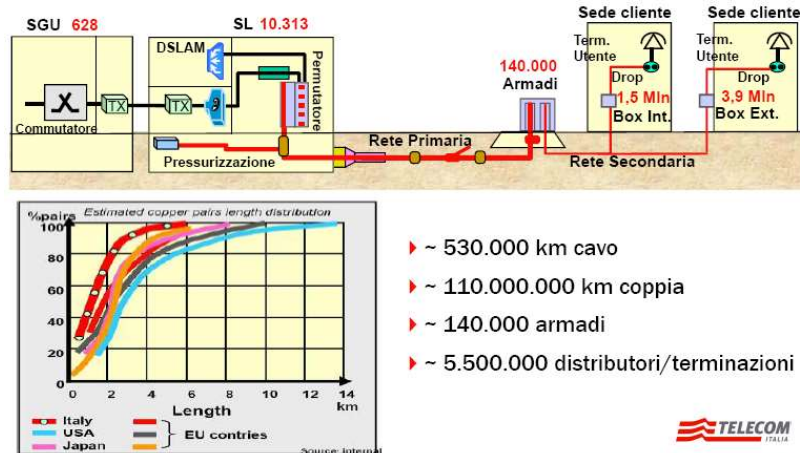 SGU 628
SL 10.313
DSLAM
Permutatore
TX
TX
Commutatore
Pressurizzazione
Rete Primaria
140.000
Armadi
Sede cliente
Term.
Utente
Drop
1,5 Mln
Box Int.
Sede cliente
Term.
Utente
Drop
3,9 Mln
Box Ext.
Rete Secondaria
%pairs
Estimated copper pairs length distribution
100
80
60
40
20
0
0 2 4 6 8 10 12 14
Length
km
Italy
USA
Japan
EU contries
Source: Internal
~ 530.000 km cavo
~ 110.000.000 km coppia
~ 140.000 armadi
~ 5.500.000 distributori/terminazioni
TELECOM
ITALIA